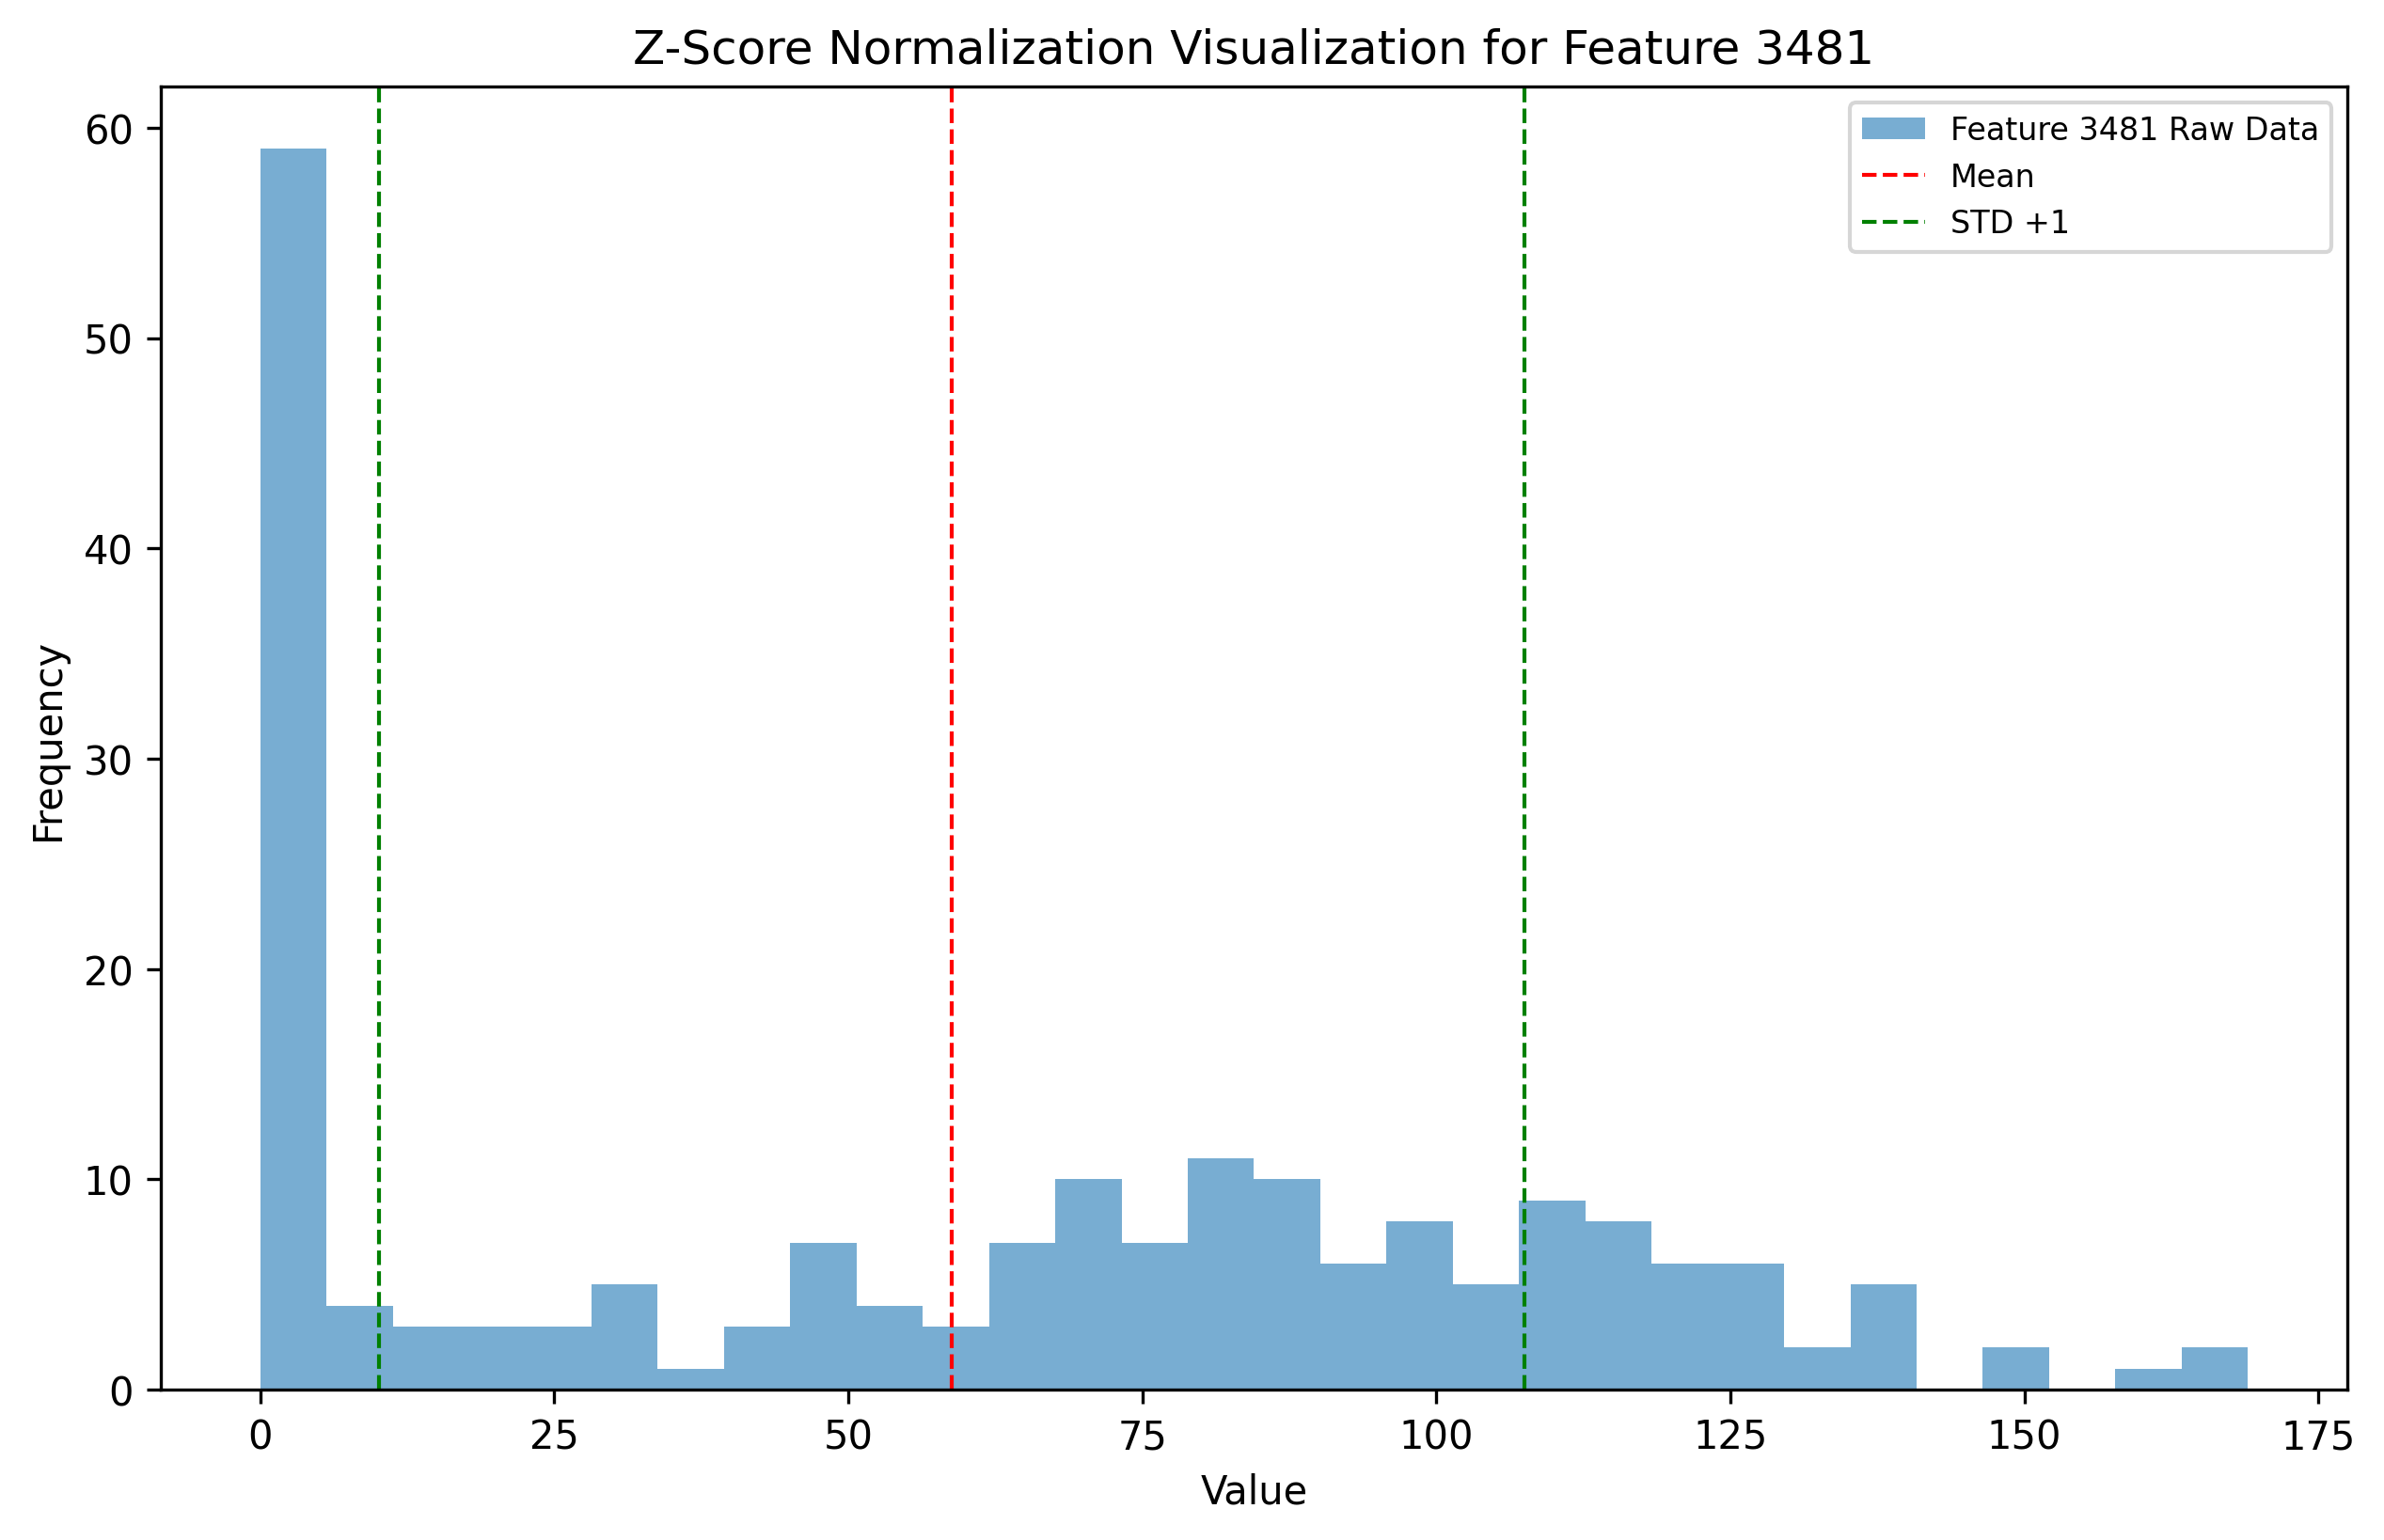 Z-Score Normalization Visualization for Feature 3481
Feature 3481 Raw Data
Mean
STD +1
60
50
40
30
20
10
0
Frequency
0 25 50 75 100 125 150 175
Value